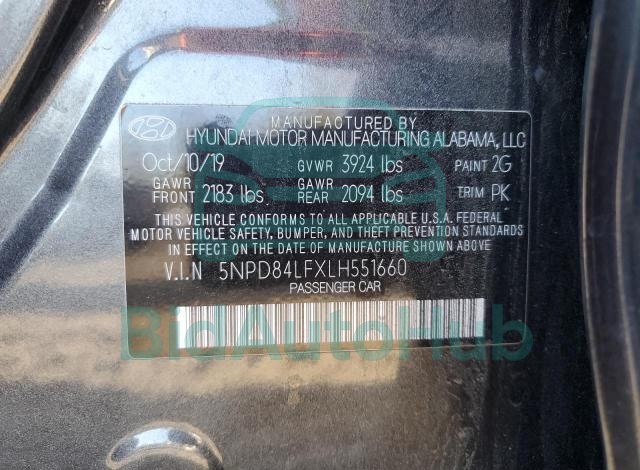 MANUFACTURED BY
HYUNDAI MOTOR MANUFACTURING ALABAMA, LLC
Oct/10/19 GVWR 3924 lbs PAINT 2G
GAWR FRONT 2183 lbs GAWR REAR 2094 lbs TRIM PK
THIS VEHICLE CONFORMS TO ALL APPLICABLE U.S.A. FEDERAL
MOTOR VEHICLE SAFETY, BUMPER, AND THEFT PREVENTION STANDARDS
IN EFFECT ON THE DATE OF MANUFACTURE SHOWN ABOVE
V.I.N 5NPD84LFXLH551660
PASSENGER CAR
BidAutoHub